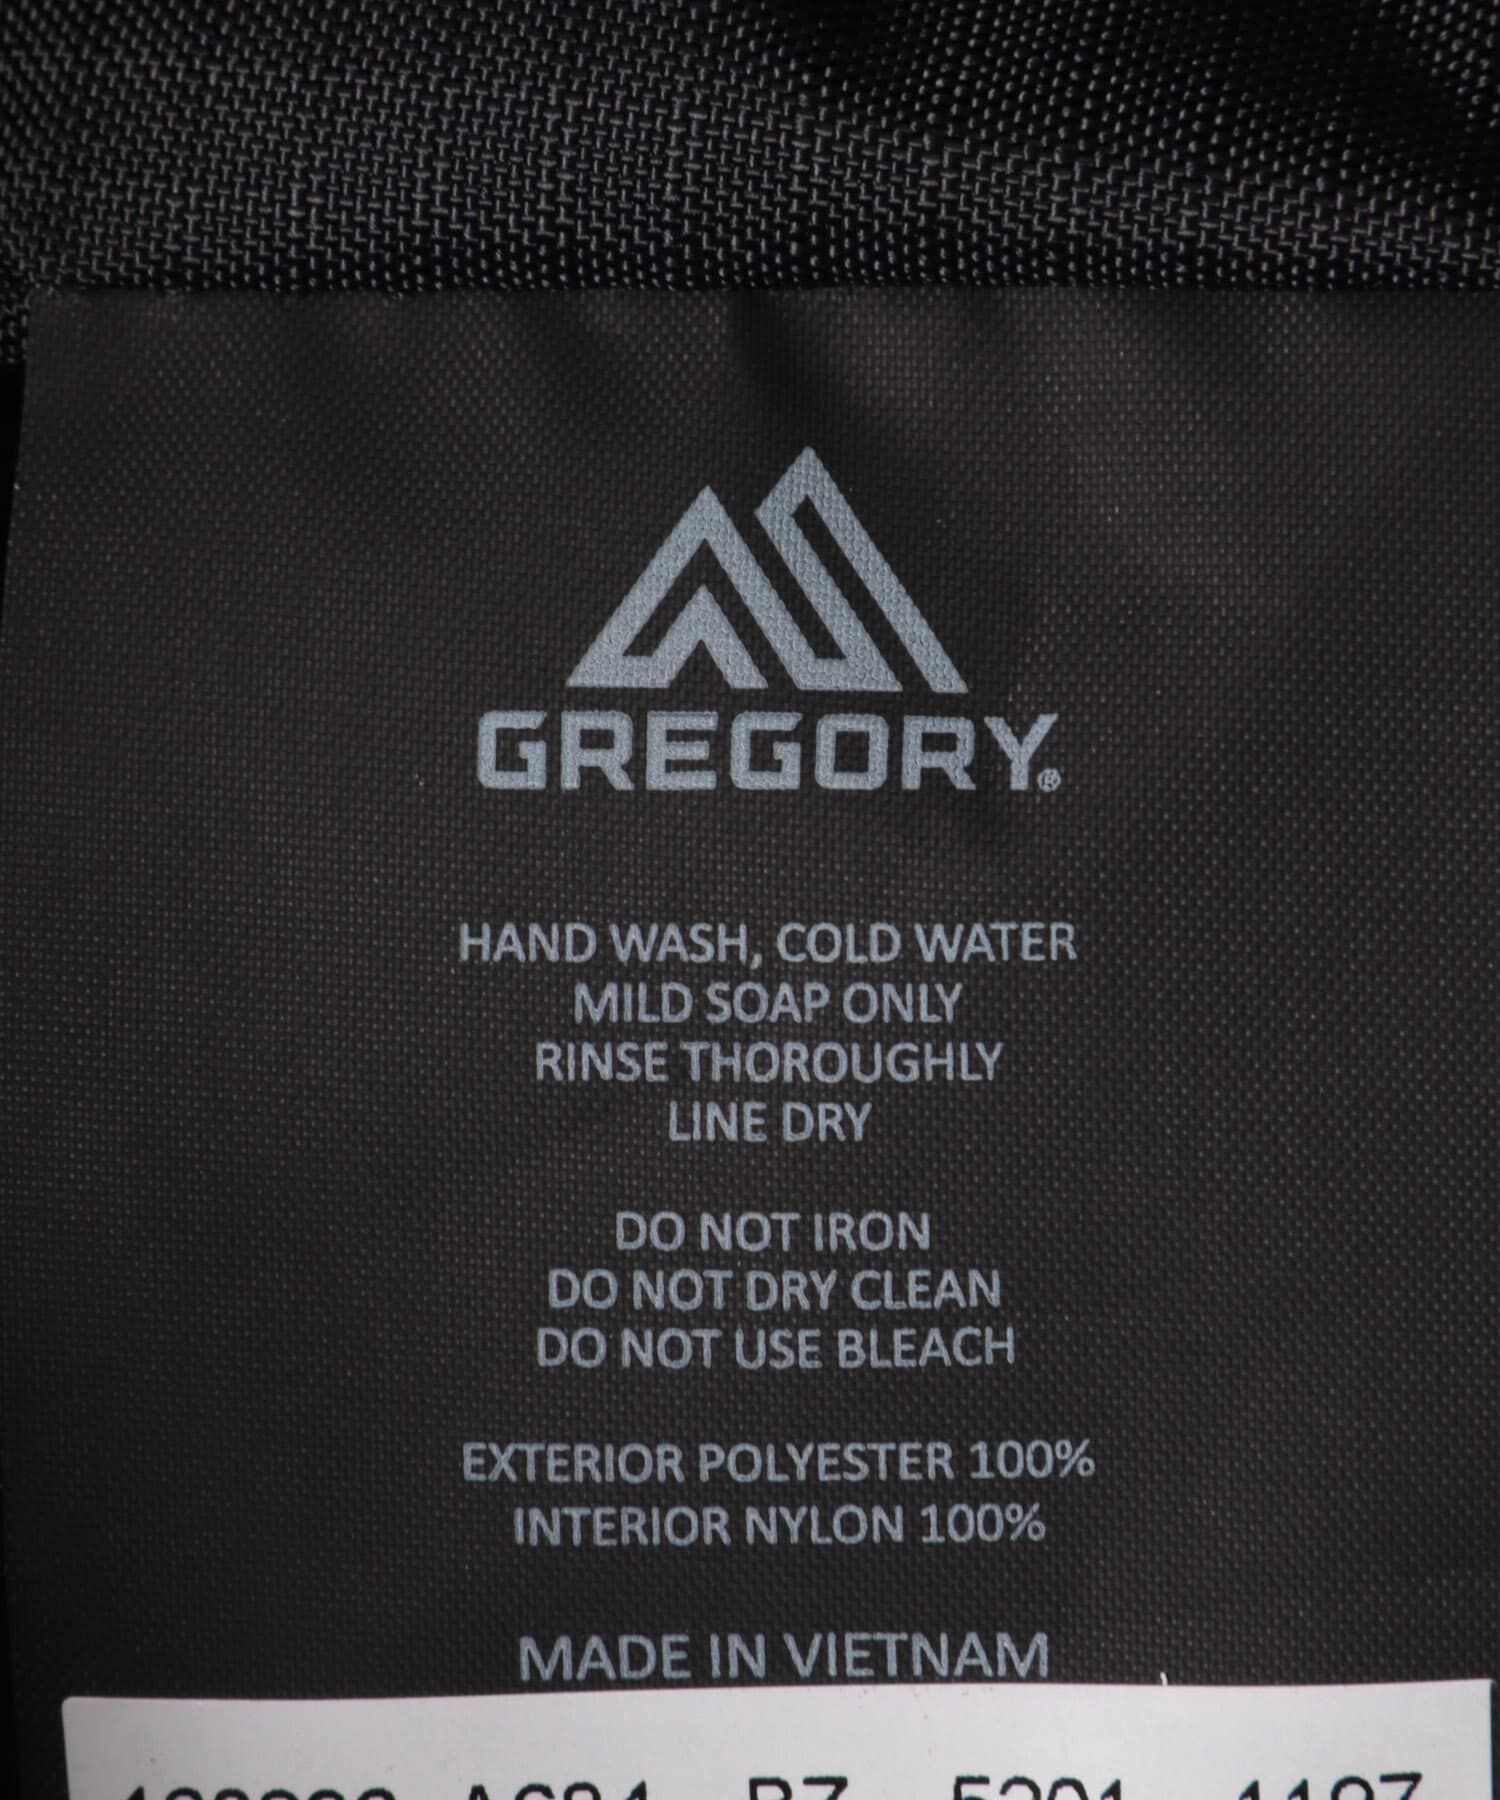 GREGORY®
HAND WASH, COLD WATER
MILD SOAP ONLY
RINSE THOROUGHLY
LINE DRY
DO NOT IRON
DO NOT DRY CLEAN
DO NOT USE BLEACH
EXTERIOR POLYESTER 100%
INTERIOR NYLON 100%
MADE IN VIETNAM